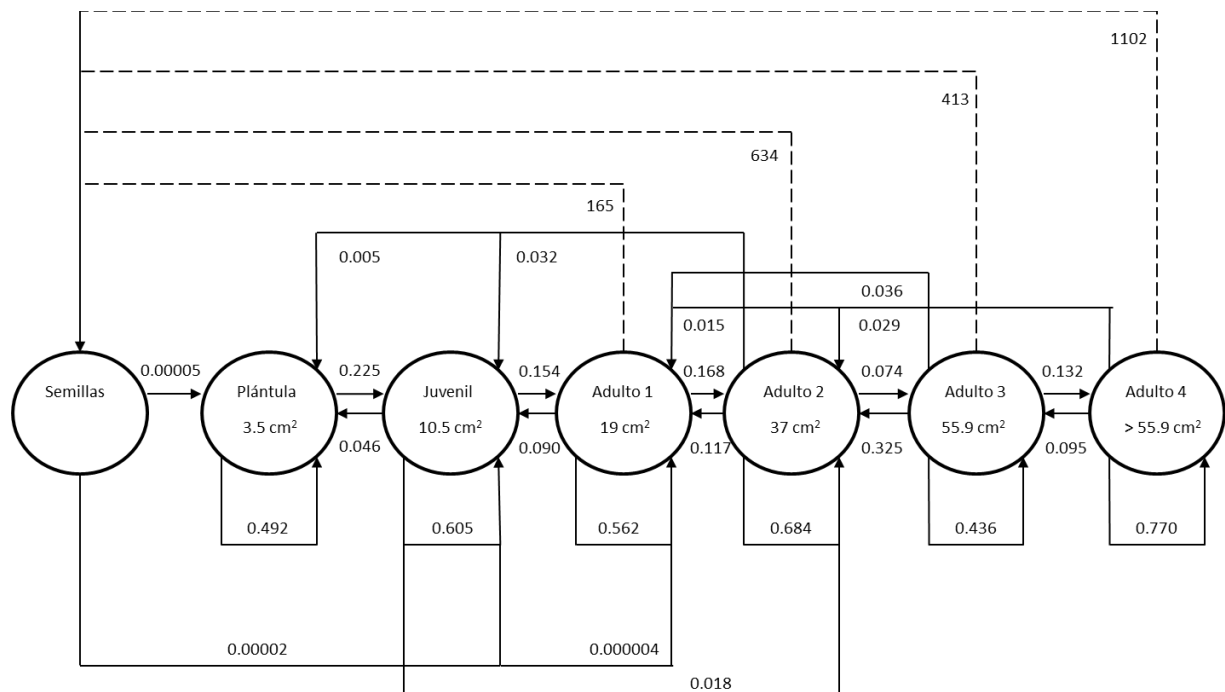 1102
413
634
165
0.005
0.032
0.036
0.015
0.029
Semillas
0.00005
Plántula
3.5 cm²
0.225
0.046
Juvenil
10.5 cm²
0.154
0.090
Adulto 1
19 cm²
0.168
0.117
Adulto 2
37 cm²
0.074
0.325
Adulto 3
55.9 cm²
0.132
0.095
Adulto 4
> 55.9 cm²
0.492
0.605
0.562
0.684
0.436
0.770
0.00002
0.000004
0.018